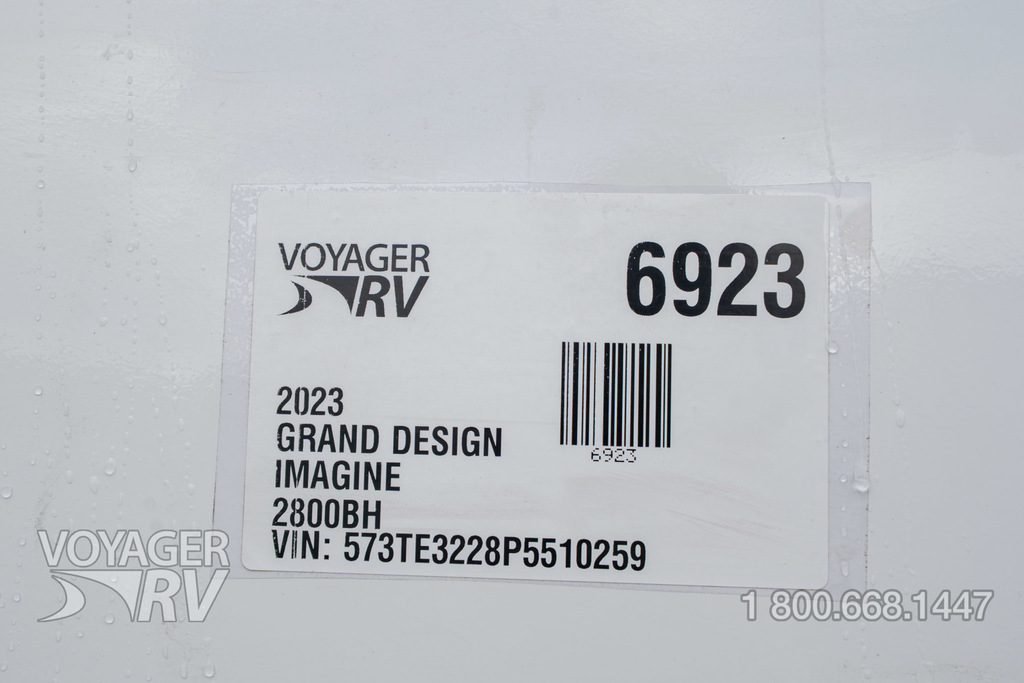 VOYAGER
RV
6923
6923
2023
GRAND DESIGN
IMAGINE
2800BH
VIN: 573TE3228P5510259
VOYAGER
RV
1 800.668.1447